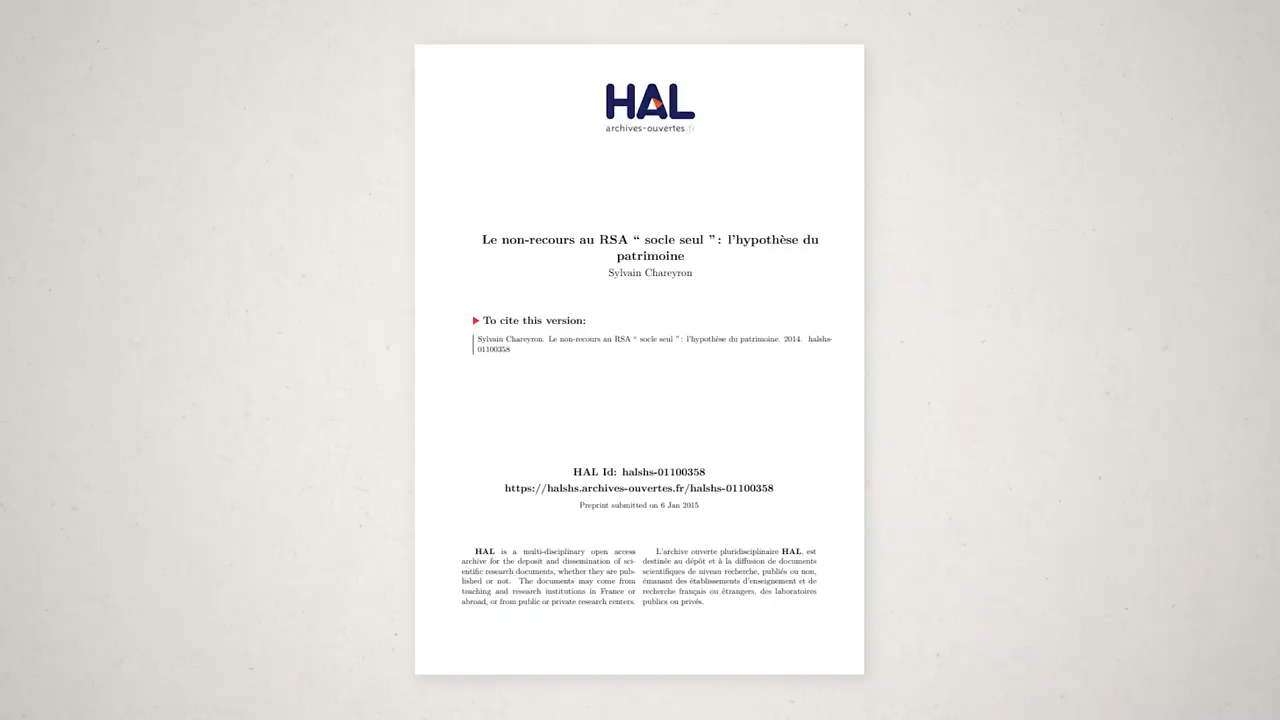 HAL
archives-ouvertes.fr
Le non-recours au RSA “ socle seul ” : l'hypothèse du
patrimoine
Sylvain Chareyron
To cite this version:
Sylvain Chareyron. Le non-recours au RSA “ socle seul ” : l'hypothèse du patrimoine. 2014. halshs-
01100358
HAL Id: halshs-01100358
https://halshs.archives-ouvertes.fr/halshs-01100358
Preprint submitted on 6 Jan 2015
HAL is a multi-disciplinary open access
archive for the deposit and dissemination of sci-
entific research documents, whether they are pub-
lished or not. The documents may come from
teaching and research institutions in France or
abroad, or from public or private research centers.
L'archive ouverte pluridisciplinaire HAL, est
destinée au dépôt et à la diffusion de documents
scientifiques de niveau recherche, publiés ou non,
émanant des établissements d'enseignement et de
recherche français ou étrangers, des laboratoires
publics ou privés.